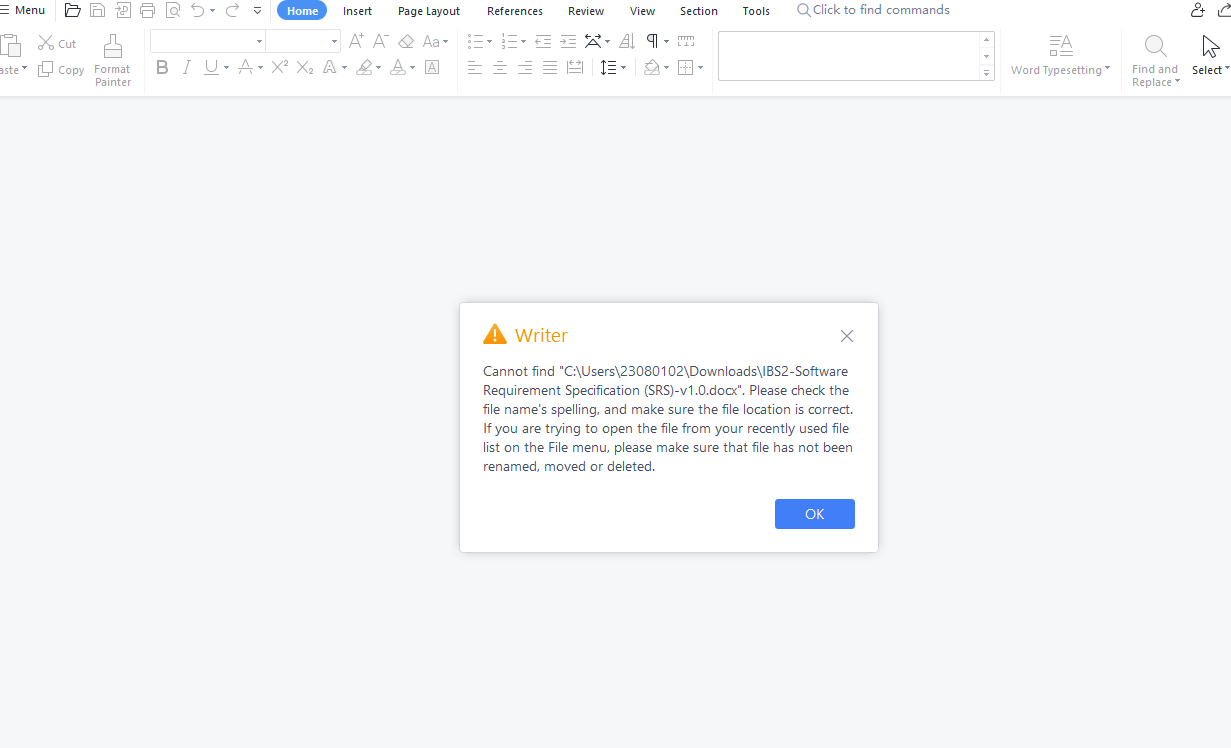 Menu
Home Insert Page Layout References Review View Section Tools Click to find commands
Cut
aste Copy
Format
Painter
Aa
Word Typesetting
Find and
Replace
Select
Writer
Cannot find "C:\Users\23080102\Downloads\IBS2-Software
Requirement Specification (SRS)-v1.0.docx". Please check the
file name's spelling, and make sure the file location is correct.
If you are trying to open the file from your recently used file
list on the File menu, please make sure that file has not been
renamed, moved or deleted.
OK